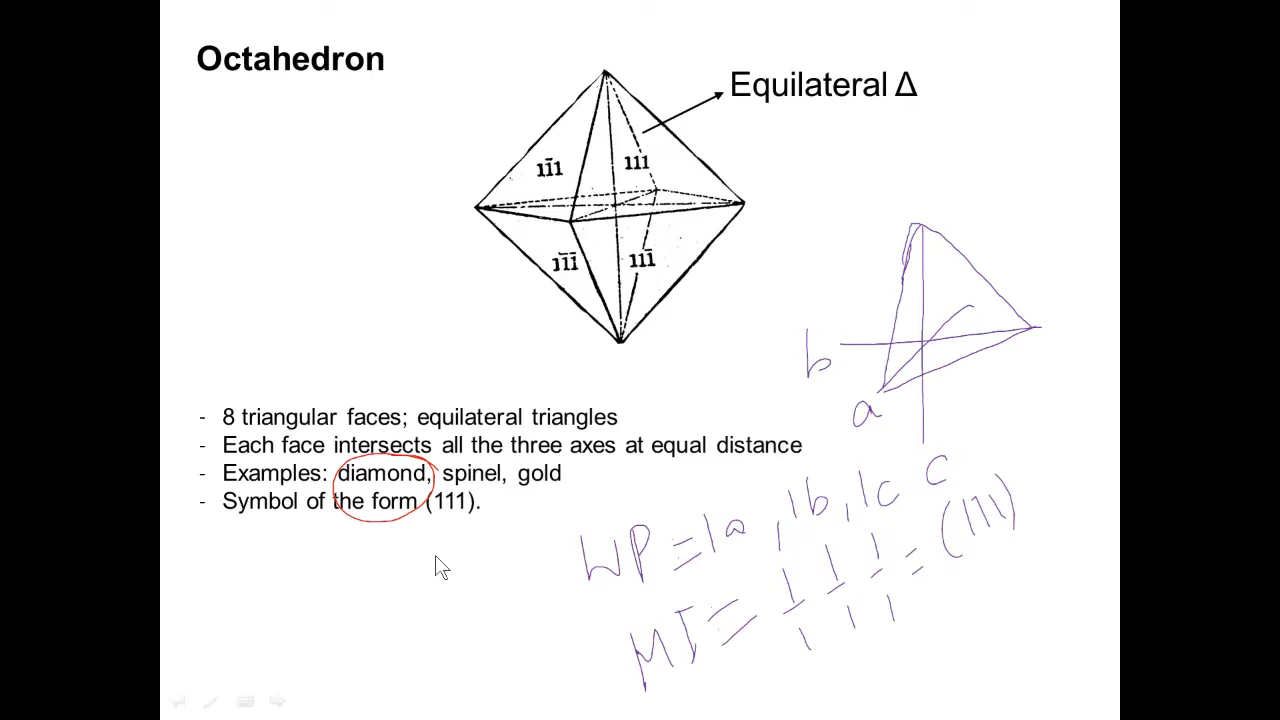 Octahedron
Equilateral Δ
11̄1
111
11̄1̄
111̄
b
a
c
- 8 triangular faces; equilateral triangles
- Each face intersects all the three axes at equal distance
- Examples: diamond, spinel, gold
- Symbol of the form (111).
WP = 1a, 1b, 1c
MI = 1/1 1/1 1/1 = (111)